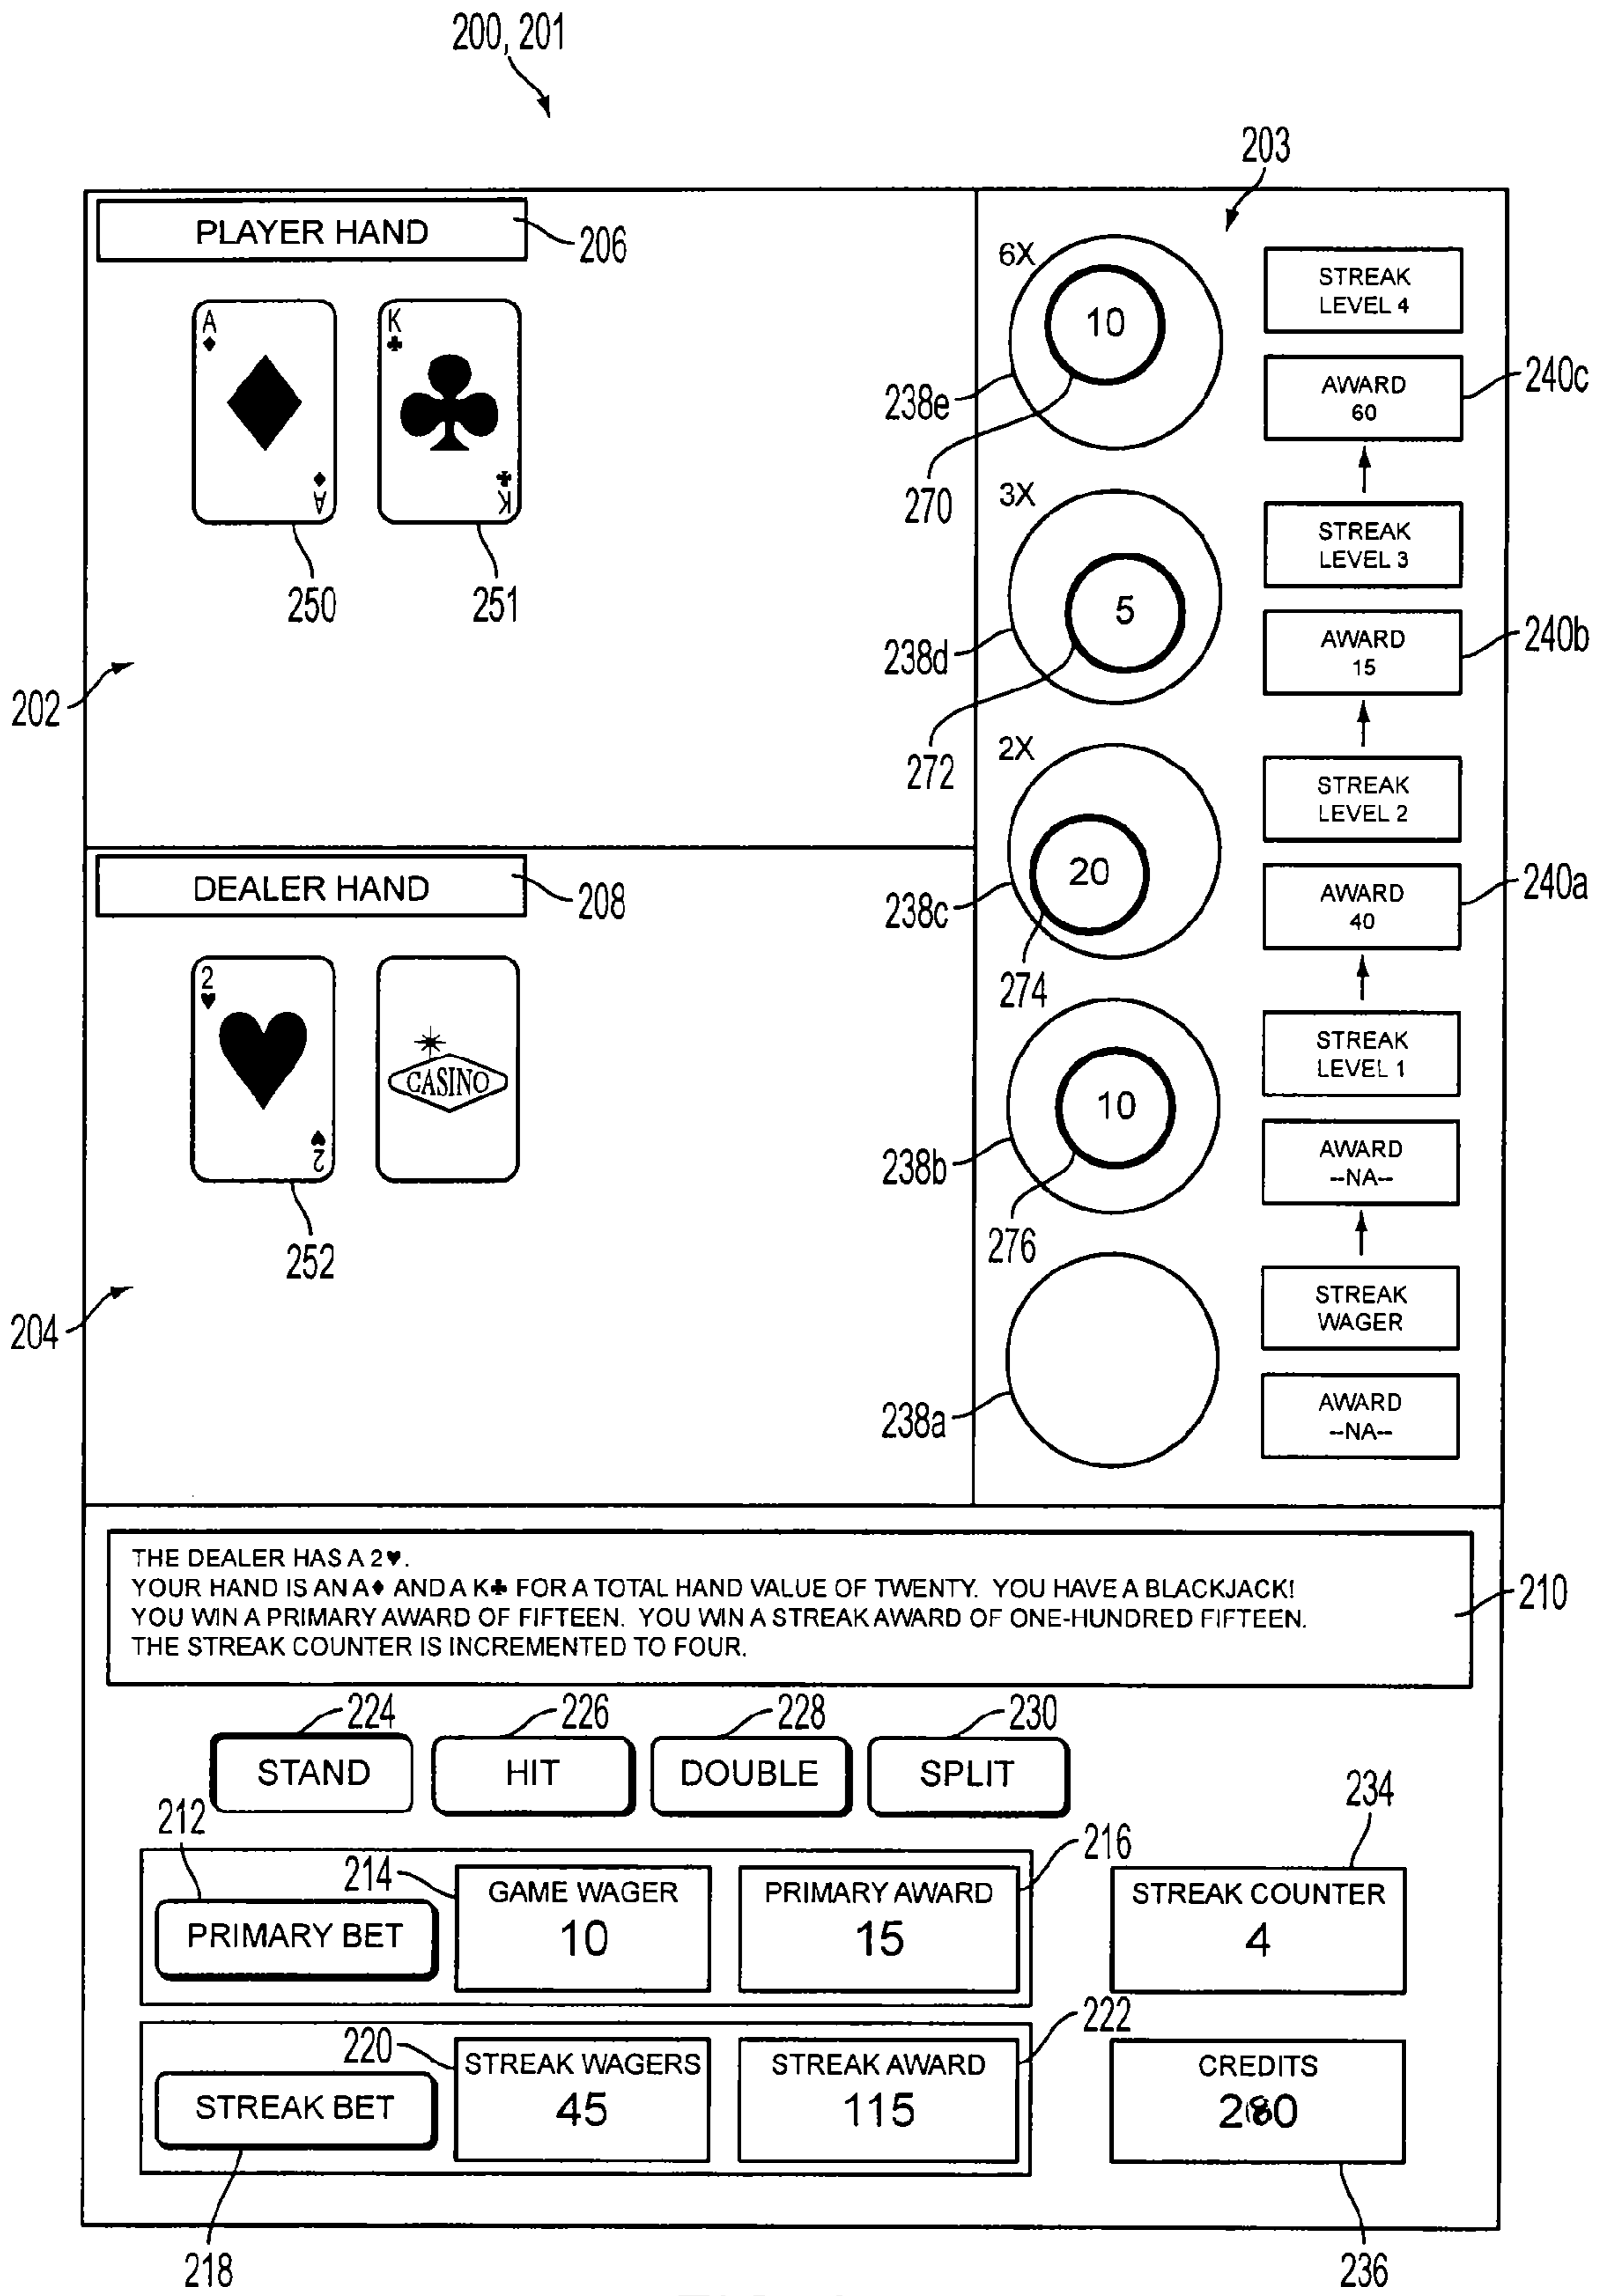 200, 201
203
PLAYER HAND
206
A♦
A♦
K♣
K♣
250
251
202
DEALER HAND
208
2♥
2♥
CASINO
252
204
6X
10
238e
270
3X
5
238d
272
2X
20
238c
274
10
238b
276
238a
STREAK
LEVEL 4
AWARD
60
240c
STREAK
LEVEL 3
AWARD
15
240b
STREAK
LEVEL 2
AWARD
40
240a
STREAK
LEVEL 1
AWARD
--NA--
STREAK
WAGER
AWARD
--NA--
THE DEALER HAS A 2♥.
YOUR HAND IS AN A♦ AND A K♣ FOR A TOTAL HAND VALUE OF TWENTY. YOU HAVE A BLACKJACK!
YOU WIN A PRIMARY AWARD OF FIFTEEN. YOU WIN A STREAK AWARD OF ONE-HUNDRED FIFTEEN.
THE STREAK COUNTER IS INCREMENTED TO FOUR.
210
224
226
228
230
STAND
HIT
DOUBLE
SPLIT
212
214
216
234
PRIMARY BET
GAME WAGER
10
PRIMARY AWARD
15
STREAK COUNTER
4
220
222
STREAK BET
STREAK WAGERS
45
STREAK AWARD
115
CREDITS
280
218
236